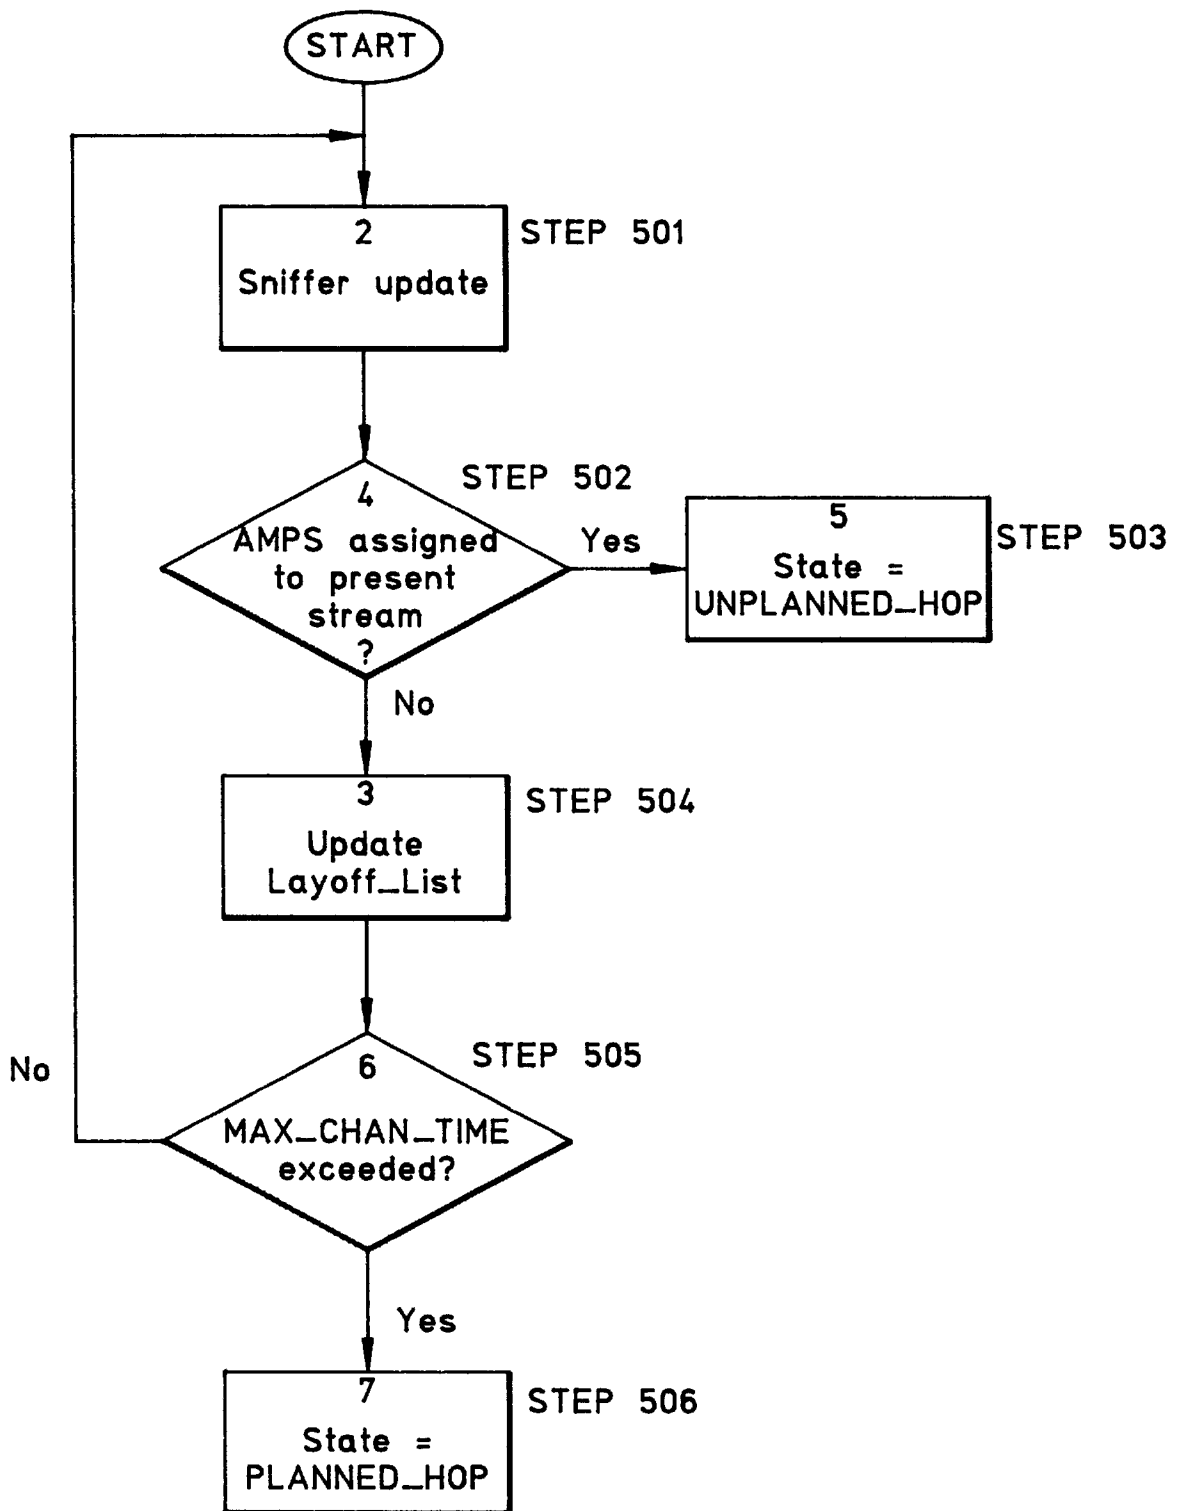 START
2
Sniffer update
STEP 501
STEP 502
4
AMPS assigned
to present
stream
?
Yes
5
State =
UNPLANNED_HOP
STEP 503
No
3
Update
Layoff_List
STEP 504
STEP 505
6
MAX_CHAN_TIME
exceeded?
No
Yes
7
State =
PLANNED_HOP
STEP 506